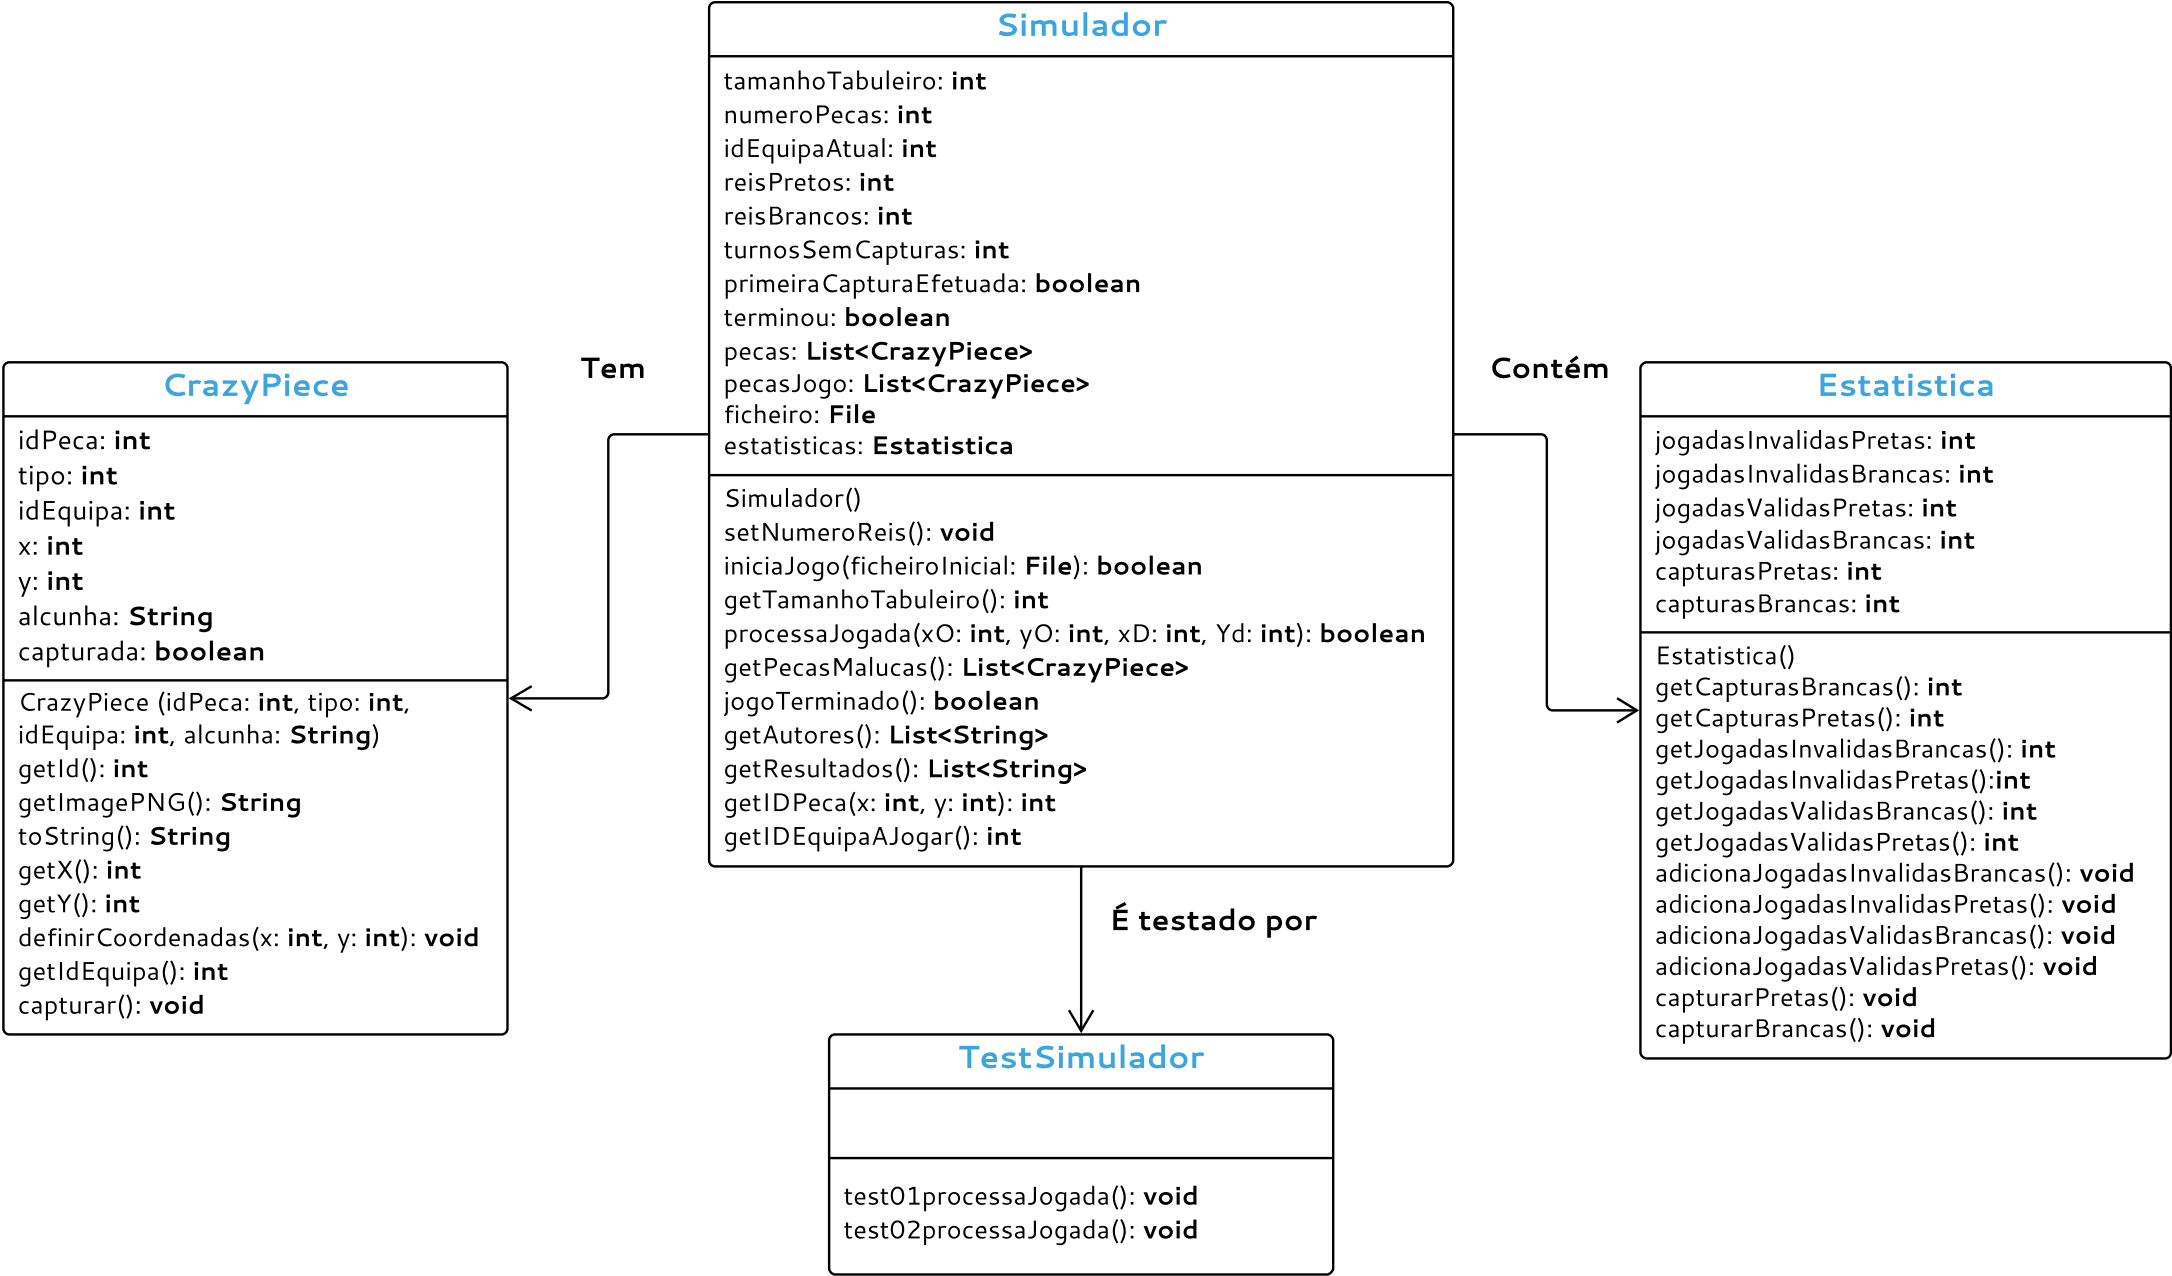 Simulador
tamanhoTabuleiro: int
numeroPecas: int
idEquipaAtual: int
reisPretos: int
reisBrancos: int
turnosSemCapturas: int
primeiraCapturaEfetuada: boolean
terminou: boolean
pecas: List<CrazyPiece>
pecasJogo: List<CrazyPiece>
ficheiro: File
estatisticas: Estatistica
Simulador()
setNumeroReis(): void
iniciaJogo(ficheiroInicial: File): boolean
getTamanhoTabuleiro(): int
processaJogada(xO: int, yO: int, xD: int, Yd: int): boolean
getPecasMalucas(): List<CrazyPiece>
jogoTerminado(): boolean
getAutores(): List<String>
getResultados(): List<String>
getIDPeca(x: int, y: int): int
getIDEquipaAJogar(): int
Tem
CrazyPiece
idPeca: int
tipo: int
idEquipa: int
x: int
y: int
alcunha: String
capturada: boolean
CrazyPiece (idPeca: int, tipo: int,
idEquipa: int, alcunha: String)
getId(): int
getImagePNG(): String
toString(): String
getX(): int
getY(): int
definirCoordenadas(x: int, y: int): void
getIdEquipa(): int
capturar(): void
Contém
Estatistica
jogadasInvalidasPretas: int
jogadasInvalidasBrancas: int
jogadasValidasPretas: int
jogadasValidasBrancas: int
capturasPretas: int
capturasBrancas: int
Estatistica()
getCapturasBrancas(): int
getCapturasPretas(): int
getJogadasInvalidasBrancas(): int
getJogadasInvalidasPretas():int
getJogadasValidasBrancas(): int
getJogadasValidasPretas(): int
adicionaJogadasInvalidasBrancas(): void
adicionaJogadasInvalidasPretas(): void
adicionaJogadasValidasBrancas(): void
adicionaJogadasValidasPretas(): void
capturarPretas(): void
capturarBrancas(): void
É testado por
TestSimulador
test01processaJogada(): void
test02processaJogada(): void